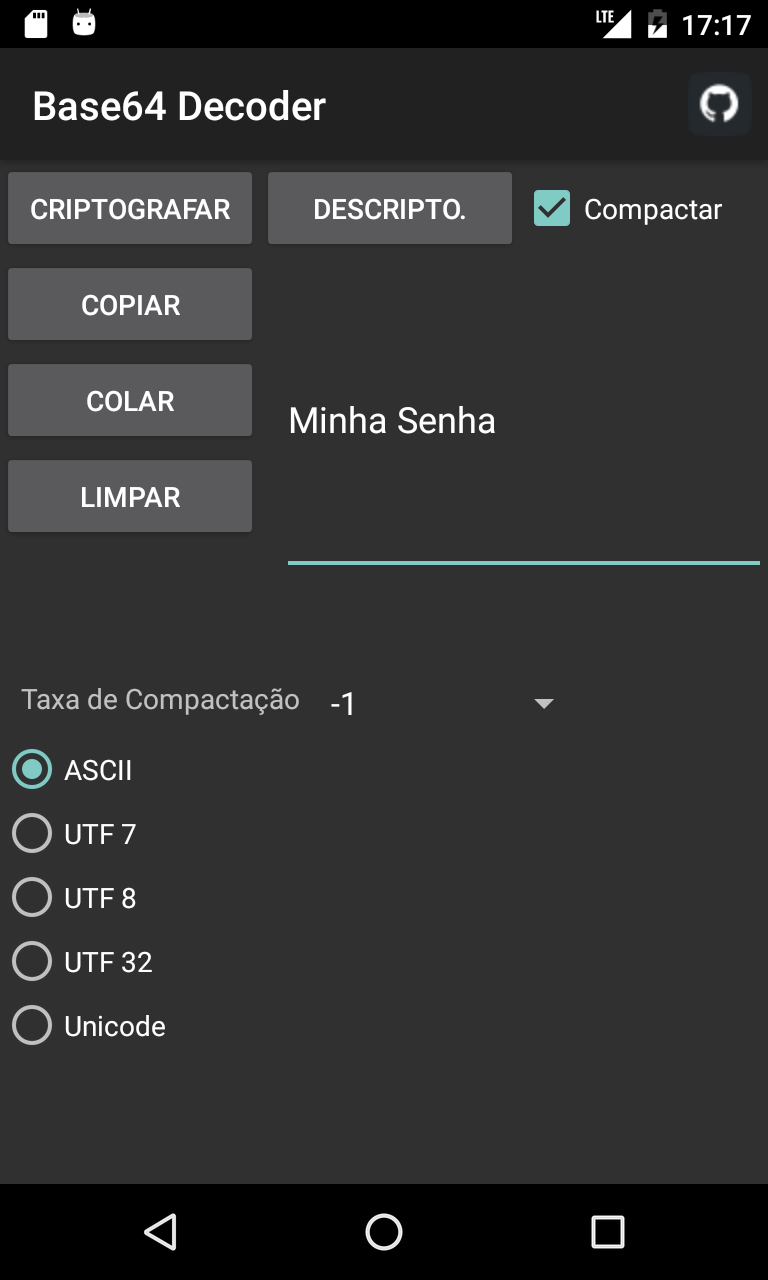 LTE 17:17
Base64 Decoder
CRIPTOGRAFAR DESCRIPTO. Compactar
COPIAR
COLAR
Minha Senha
LIMPAR
Taxa de Compactação -1
ASCII
UTF 7
UTF 8
UTF 32
Unicode